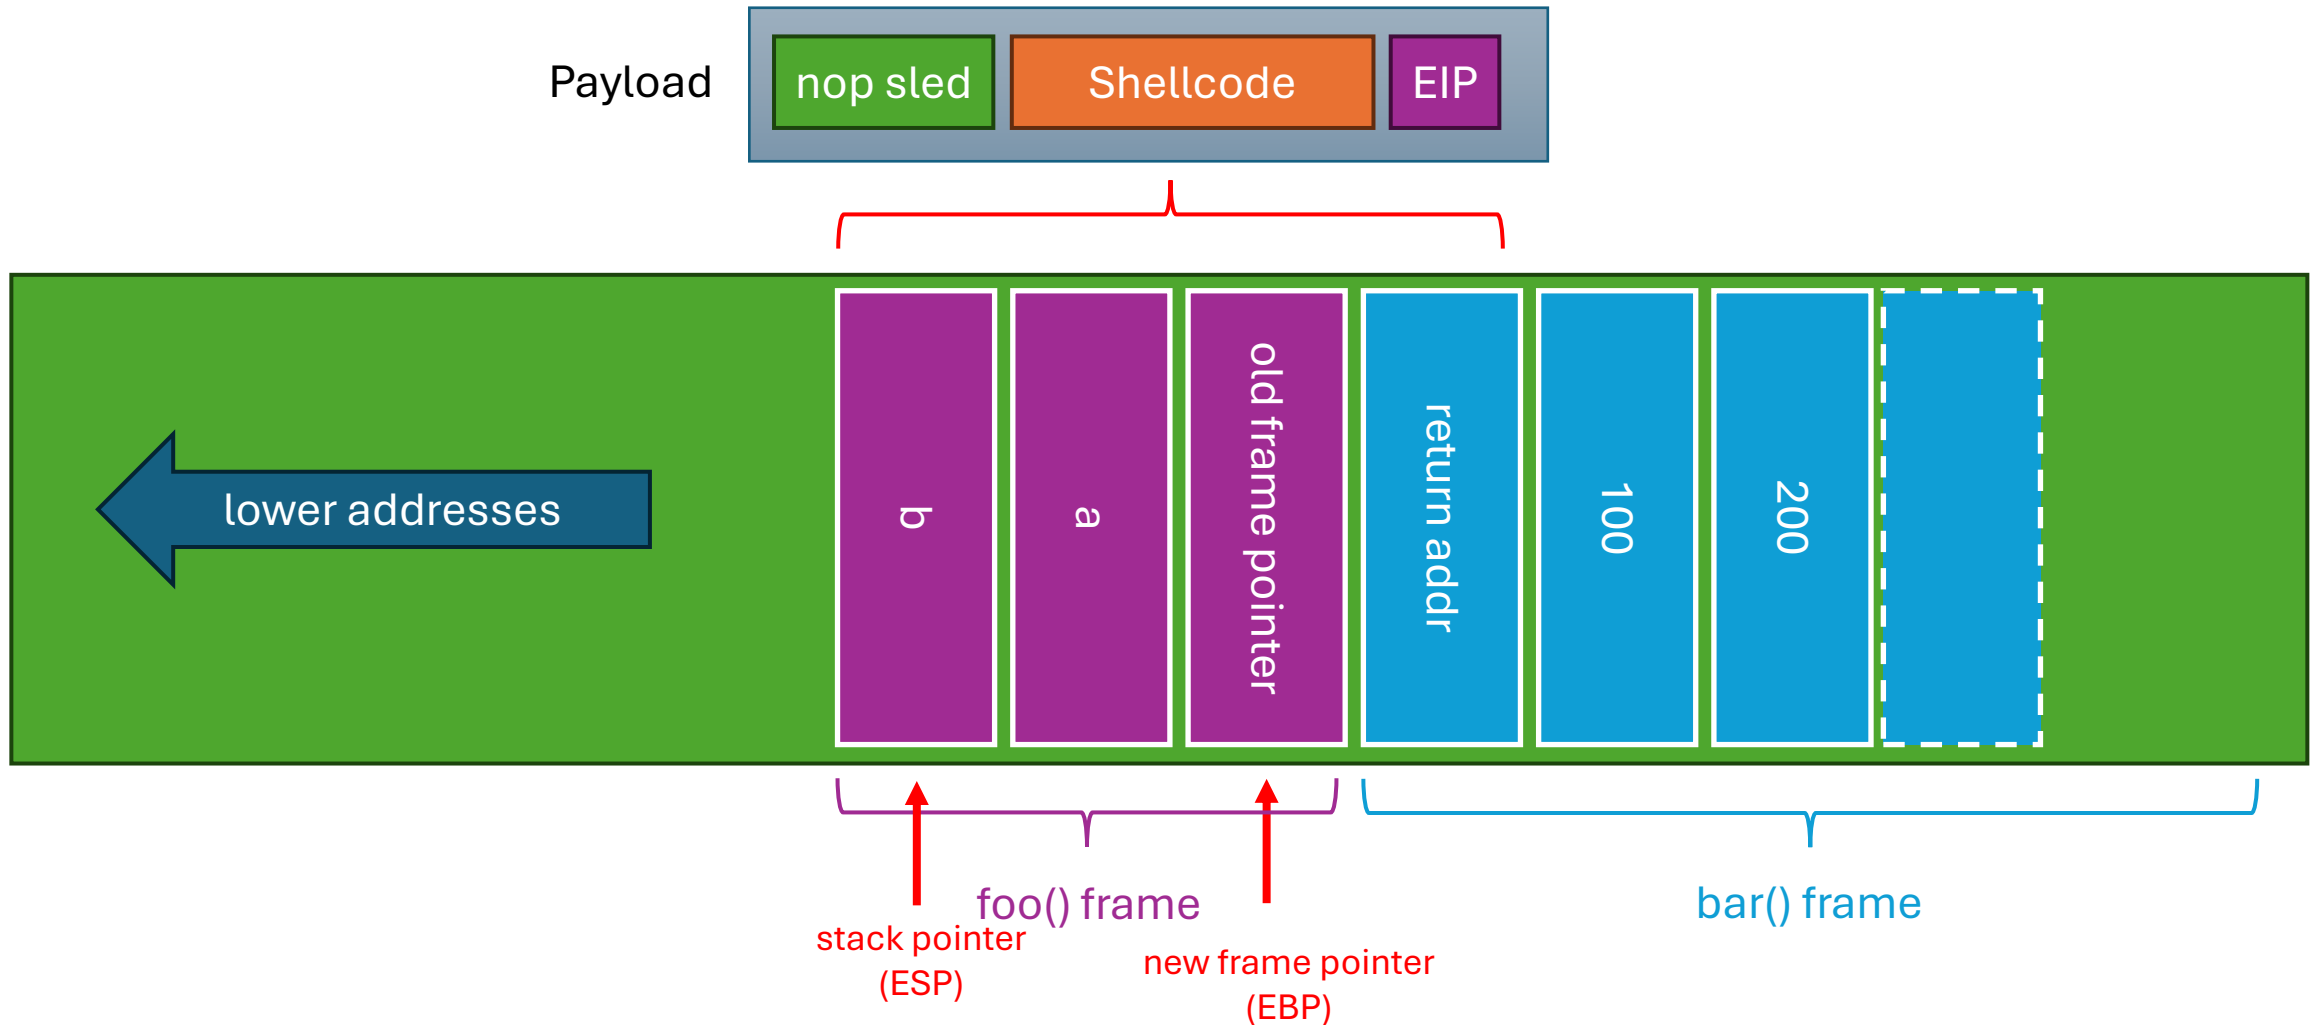 Payload
nop sled
Shellcode
EIP
lower addresses
b
a
old frame pointer
return addr
100
200
foo() frame
bar() frame
stack pointer
(ESP)
new frame pointer
(EBP)